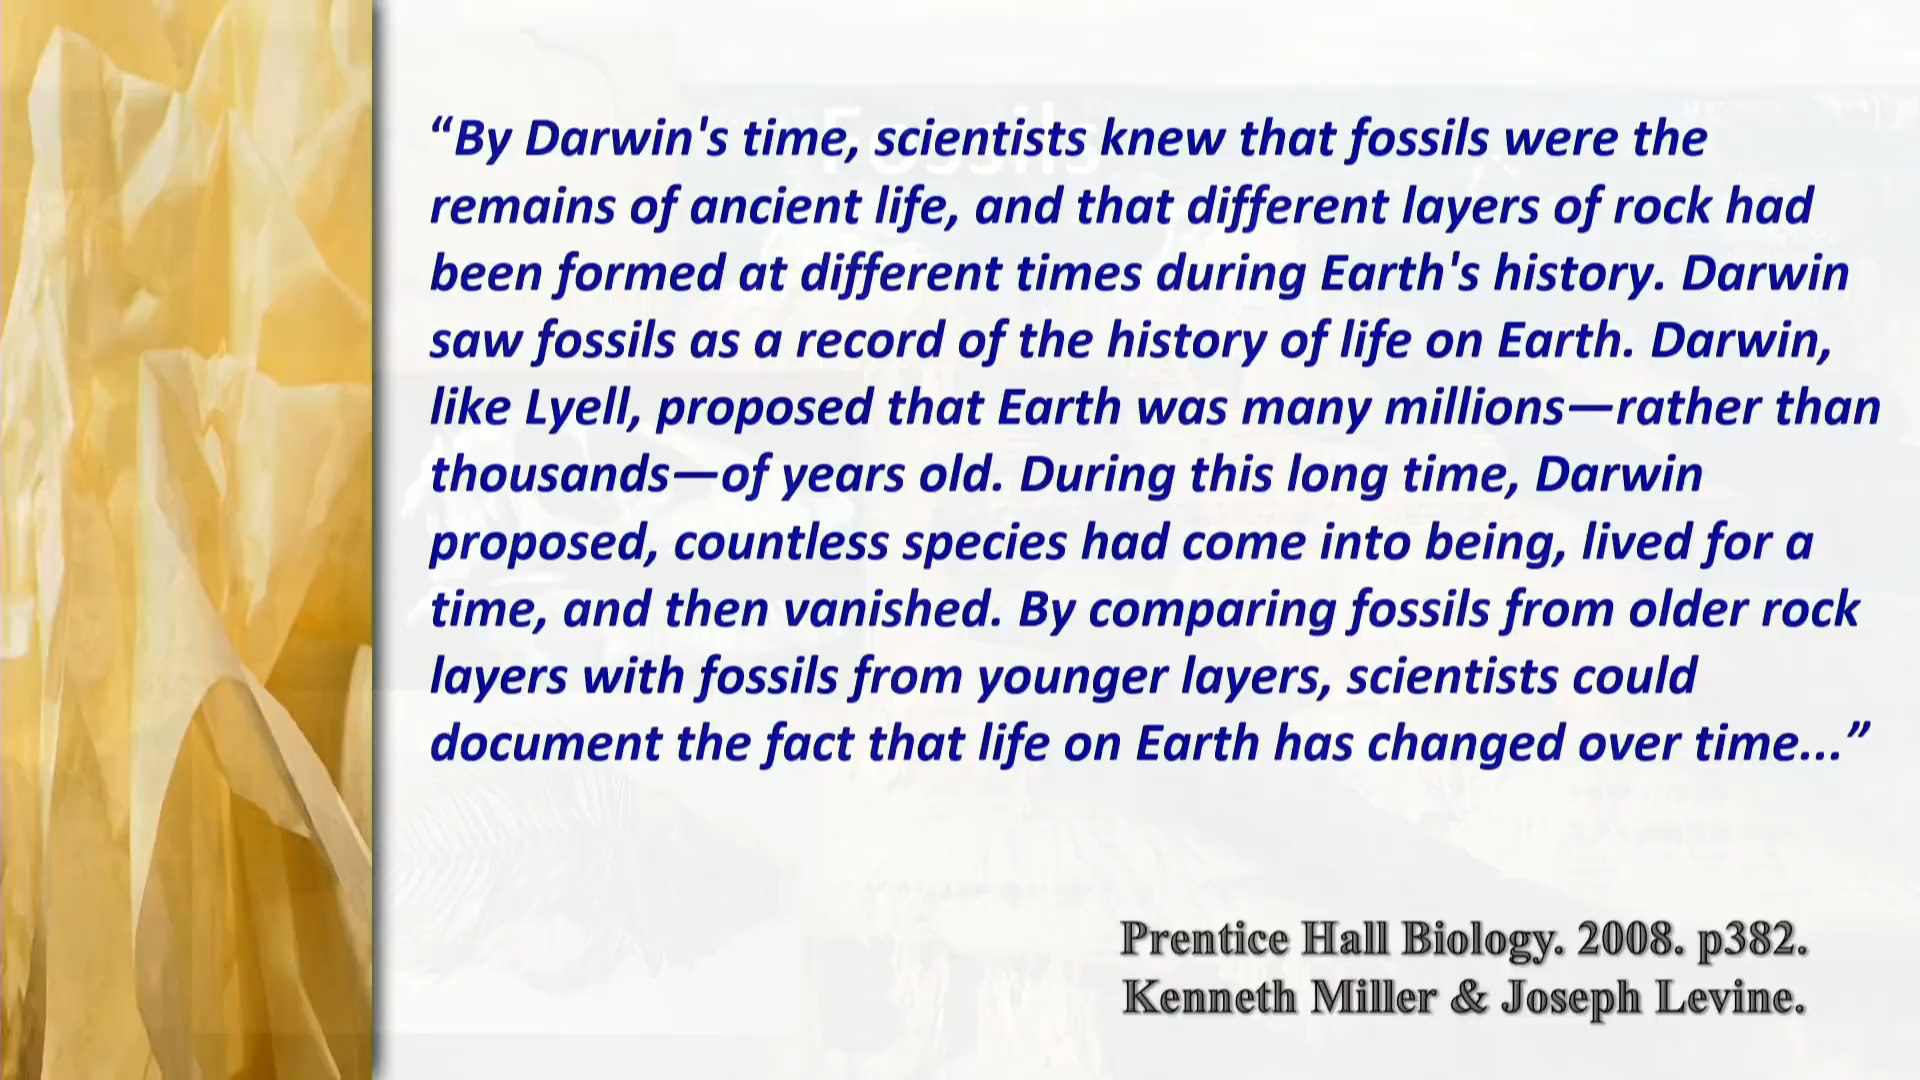 Fossils
“By Darwin's time, scientists knew that fossils were the
remains of ancient life, and that different layers of rock had
been formed at different times during Earth's history. Darwin
saw fossils as a record of the history of life on Earth. Darwin,
like Lyell, proposed that Earth was many millions—rather than
thousands—of years old. During this long time, Darwin
proposed, countless species had come into being, lived for a
time, and then vanished. By comparing fossils from older rock
layers with fossils from younger layers, scientists could
document the fact that life on Earth has changed over time...”
Prentice Hall Biology. 2008. p382.
Kenneth Miller & Joseph Levine.